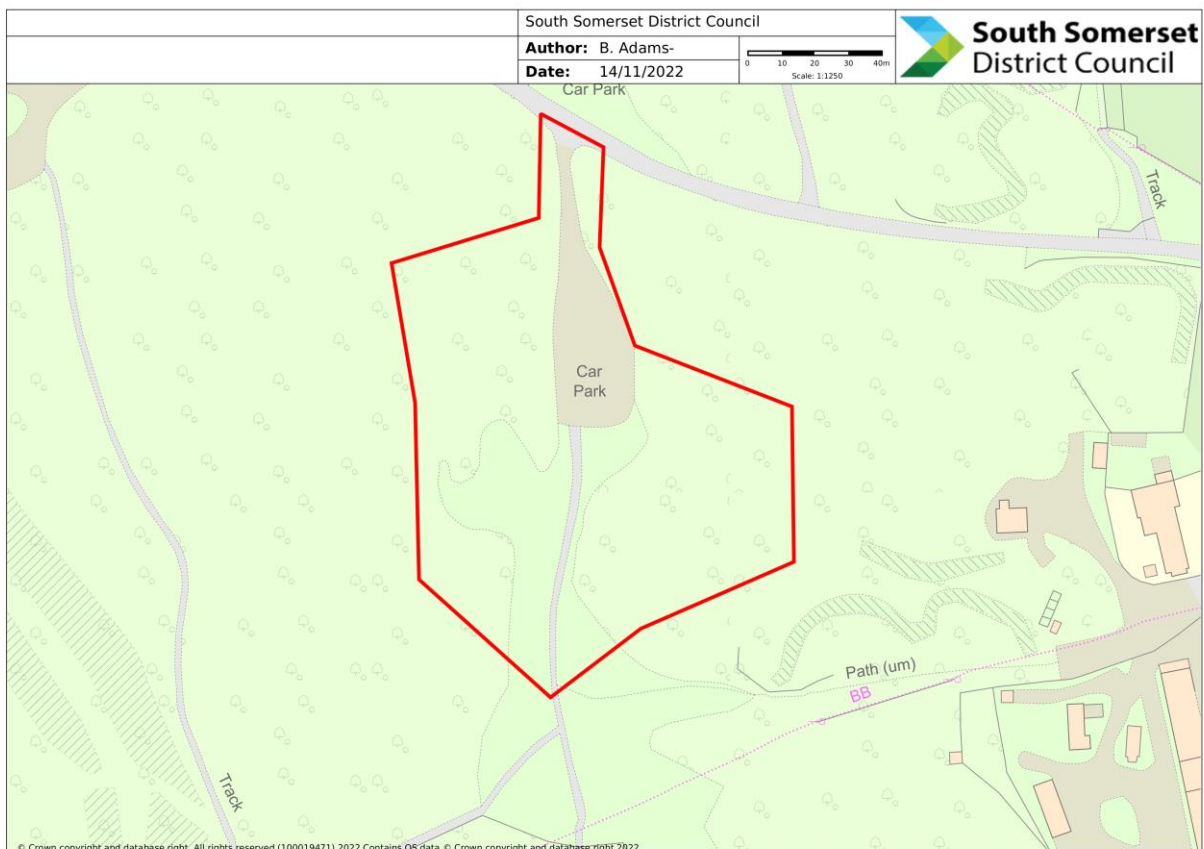 South Somerset District Council
Author: B. Adams-
Date: 14/11/2022
0 10 20 30 40m
Scale: 1:1250
South Somerset
District Council
Car Park
Track
Car
Park
Path (um)
BB
Track
© Crown copyright and database right. All rights reserved (100019471) 2022 Contains OS data © Crown copyright and database right 2022